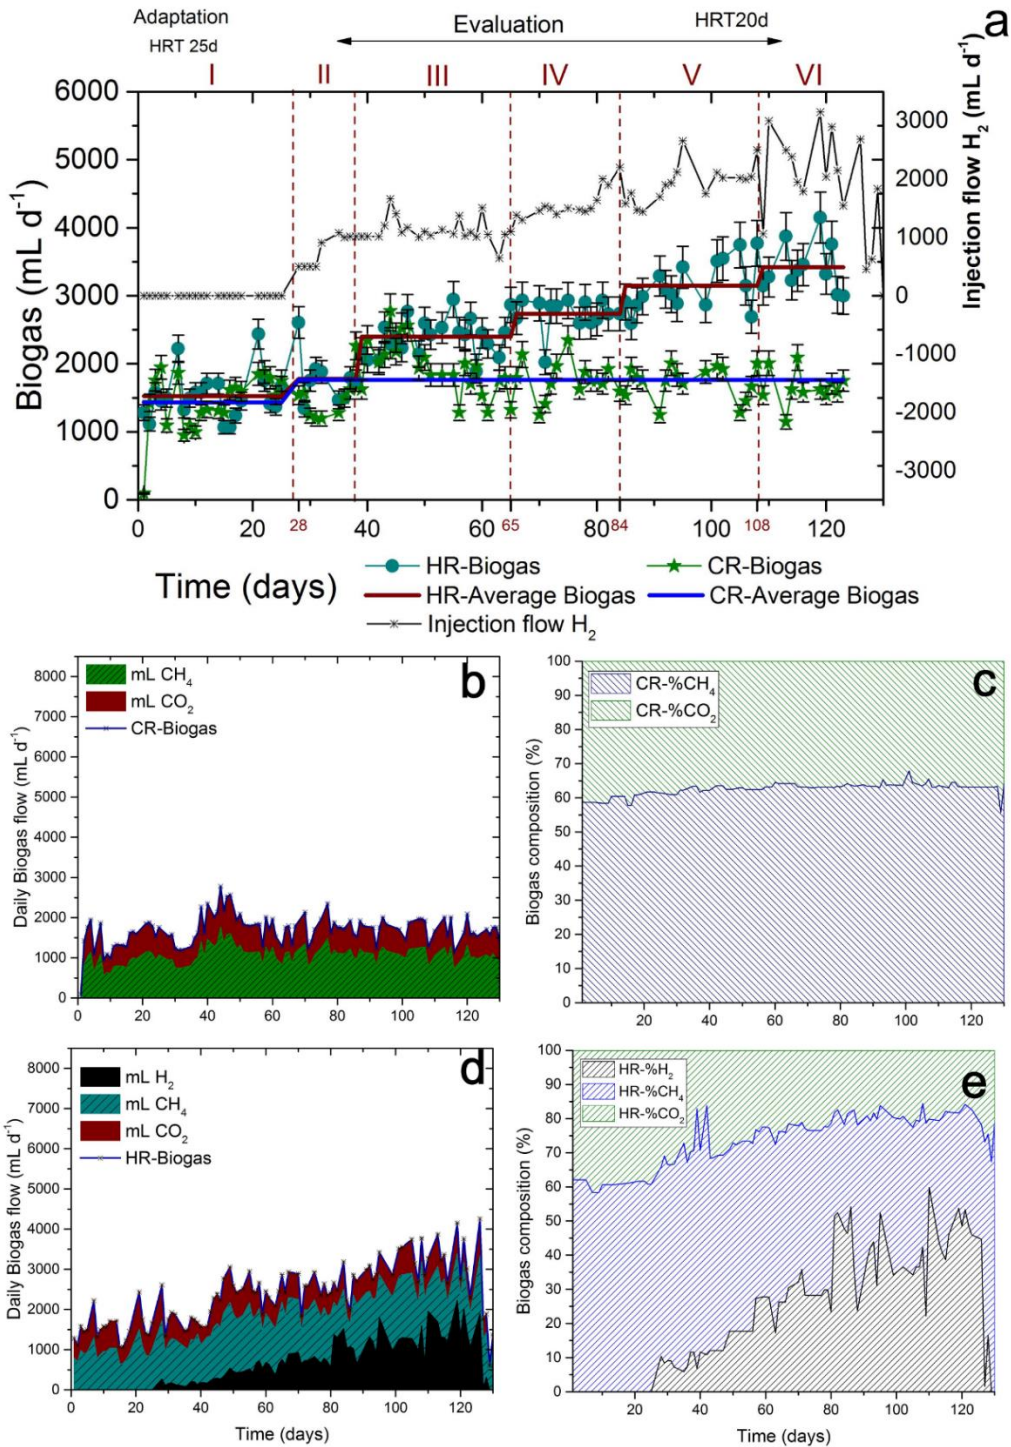 Adaptation
HRT 25d
Evaluation
HRT20d
a
I II III IV V VI
Biogas (mL d⁻¹)
6000
5000
4000
3000
2000
1000
0
Injection flow H₂ (mL d⁻¹)
3000
2000
1000
0
-1000
-2000
-3000
0 20 28 40 60 65 80 84 100 108 120
Time (days)
HR-Biogas
CR-Biogas
HR-Average Biogas
CR-Average Biogas
Injection flow H₂
b
mL CH₄
mL CO₂
CR-Biogas
Daily Biogas flow (mL d⁻¹)
8000
7000
6000
5000
4000
3000
2000
1000
0
0 20 40 60 80 100 120
c
CR-%CH₄
CR-%CO₂
Biogas composition (%)
100
90
80
70
60
50
40
30
20
10
0
20 40 60 80 100 120
d
mL H₂
mL CH₄
mL CO₂
HR-Biogas
Daily Biogas flow (mL d⁻¹)
8000
7000
6000
5000
4000
3000
2000
1000
0
0 20 40 60 80 100 120
Time (days)
e
HR-%H₂
HR-%CH₄
HR-%CO₂
Biogas composition (%)
100
90
80
70
60
50
40
30
20
10
0
20 40 60 80 100 120
Time (days)